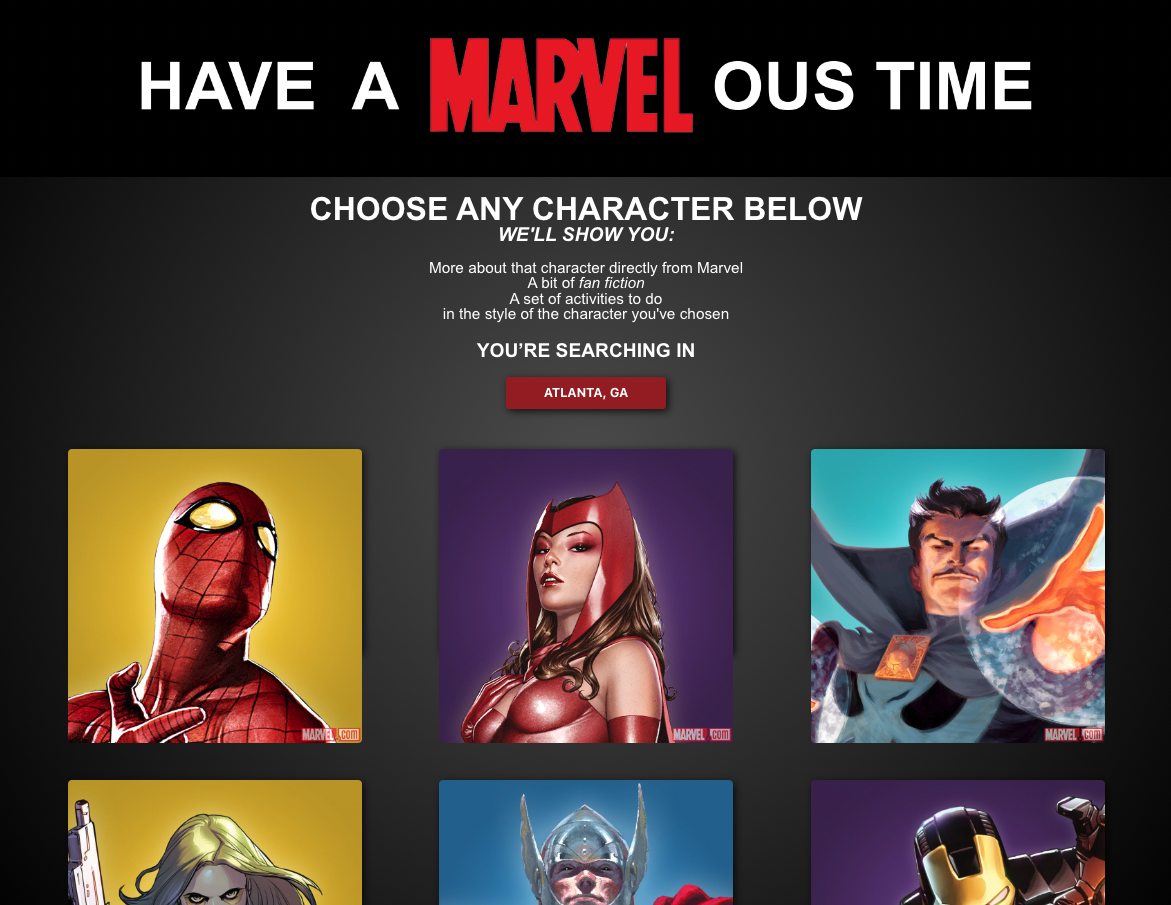 HAVE A MARVEL OUS TIME
CHOOSE ANY CHARACTER BELOW
WE'LL SHOW YOU:
More about that character directly from Marvel
A bit of fan fiction
A set of activities to do
in the style of the character you've chosen
YOU’RE SEARCHING IN
ATLANTA, GA
MARVEL.com
MARVEL.com
MARVEL.com